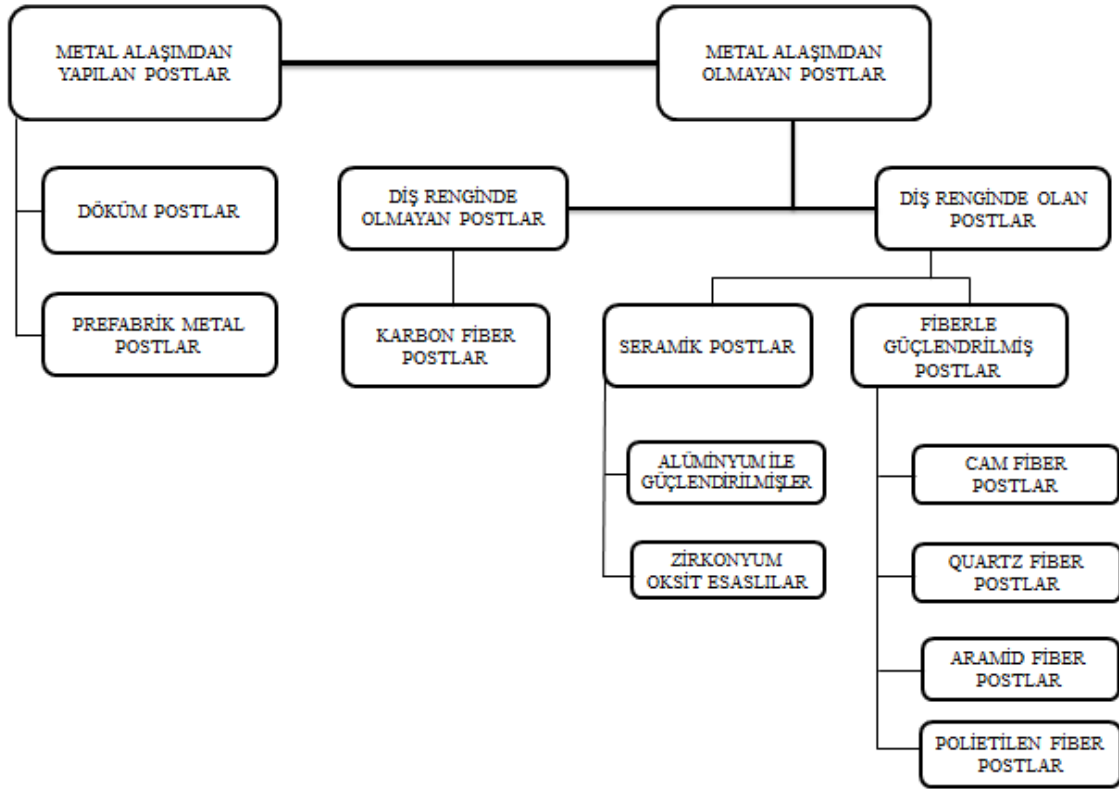 METAL ALAŞIMDAN
YAPILAN POSTLAR
METAL ALAŞIMDAN
OLMAYAN POSTLAR
DÖKÜM POSTLAR
DİŞ RENGİNDE
OLMAYAN POSTLAR
DİŞ RENGİNDE OLAN
POSTLAR
PREFABRİK METAL
POSTLAR
KARBON FİBER
POSTLAR
SERAMİK POSTLAR
FİBERLE
GÜÇLENDRİLMİŞ
POSTLAR
ALÜMİNYUM İLE
GÜÇLENDİRİLMİŞLER
CAM FİBER
POSTLAR
ZİRKONYUM
OKSİT ESASLILAR
QUARTZ FİBER
POSTLAR
ARAMİD FİBER
POSTLAR
POLİETİLEN FİBER
POSTLAR